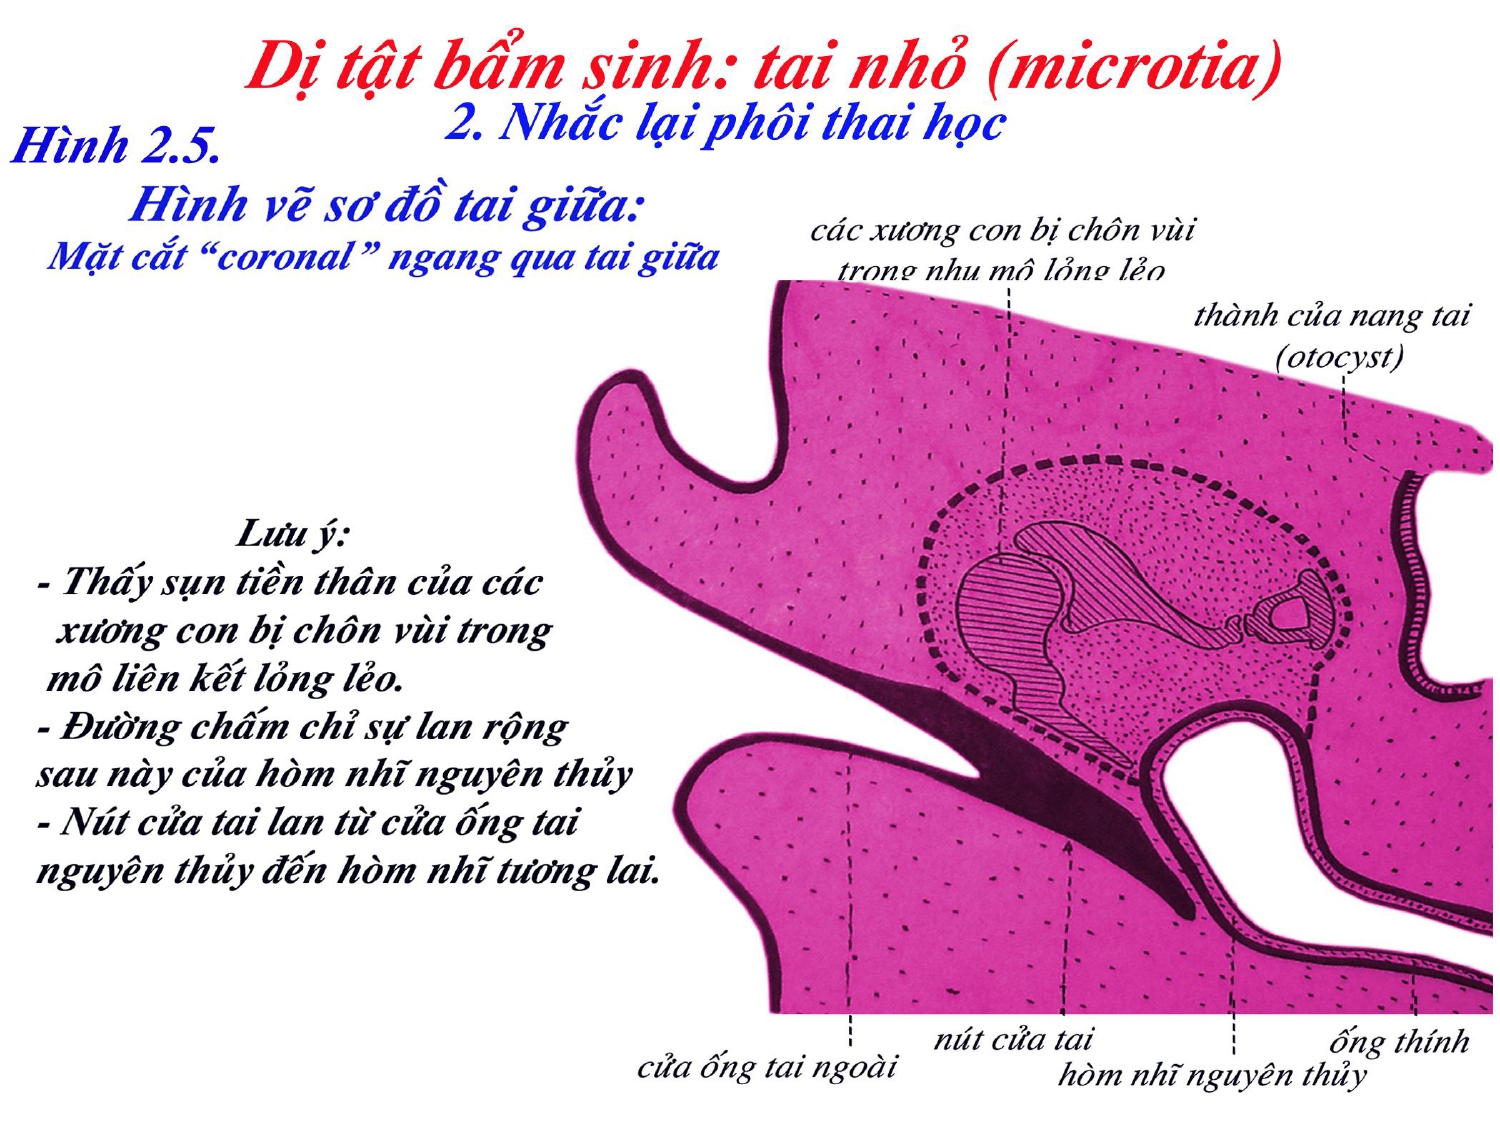 Dị tật bẩm sinh: tai nhỏ (microtia)
2. Nhắc lại phôi thai học
Hình 2.5.
Hình vẽ sơ đồ tai giữa:
Mặt cắt “coronal” ngang qua tai giữa
các xương con bị chôn vùi
trong nhu mô lỏng lẻo
thành của nang tai
(otocyst)
Lưu ý:
- Thấy sụn tiền thân của các
xương con bị chôn vùi trong
mô liên kết lỏng lẻo.
- Đường chấm chỉ sự lan rộng
sau này của hòm nhĩ nguyên thủy
- Nút cửa tai lan từ cửa ống tai
nguyên thủy đến hòm nhĩ tương lai.
cửa ống tai ngoài
nút cửa tai
hòm nhĩ nguyên thủy
ống thính